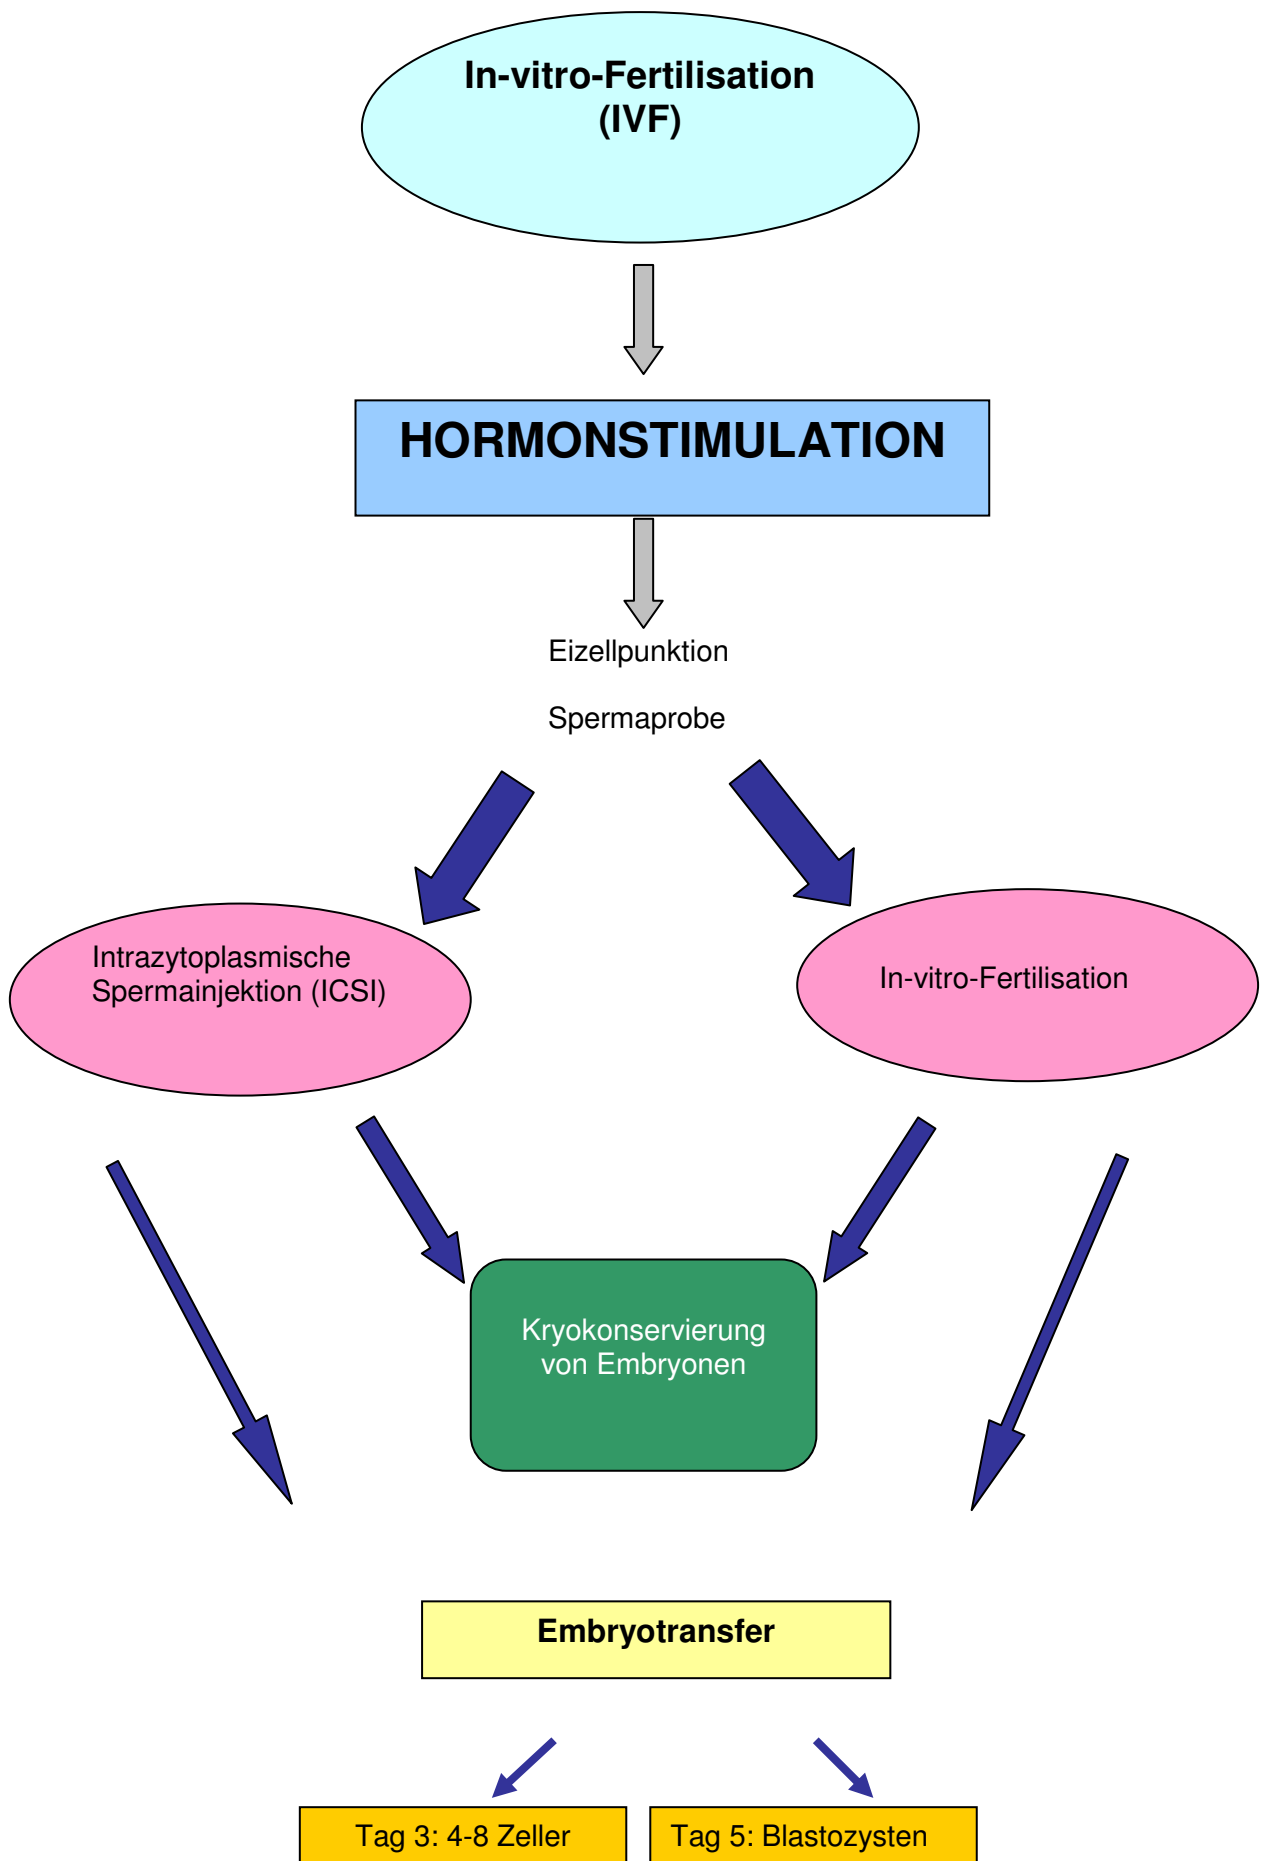 In-vitro-Fertilisation
(IVF)
HORMONSTIMULATION
Eizellpunktion
Spermaprobe
Intrazytoplasmische
Spermainjektion (ICSI)
In-vitro-Fertilisation
Kryokonservierung
von Embryonen
Embryotransfer
Tag 3: 4-8 Zeller
Tag 5: Blastozysten